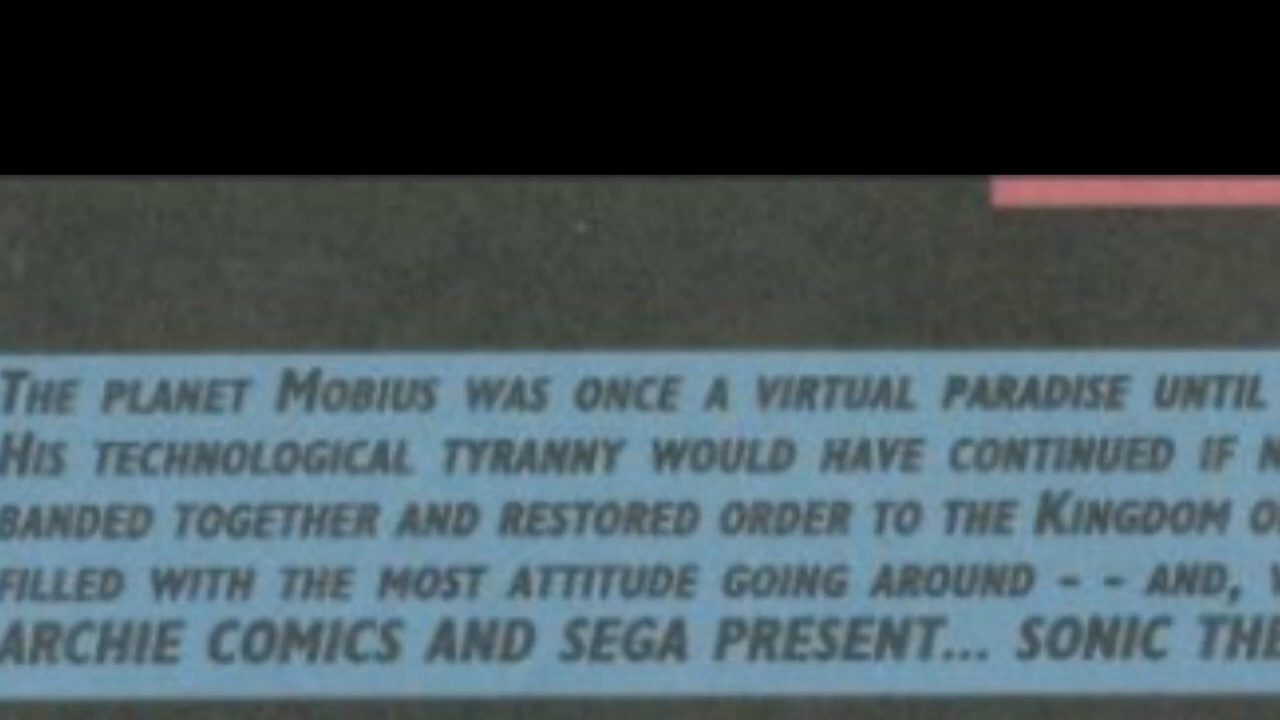 The planet Mobius was once a virtual paradise until
His technological tyranny would have continued if
banded together and restored order to the Kingdom
filled with the most attitude going around - - and,
ARCHIE COMICS AND SEGA PRESENT... SONIC THE